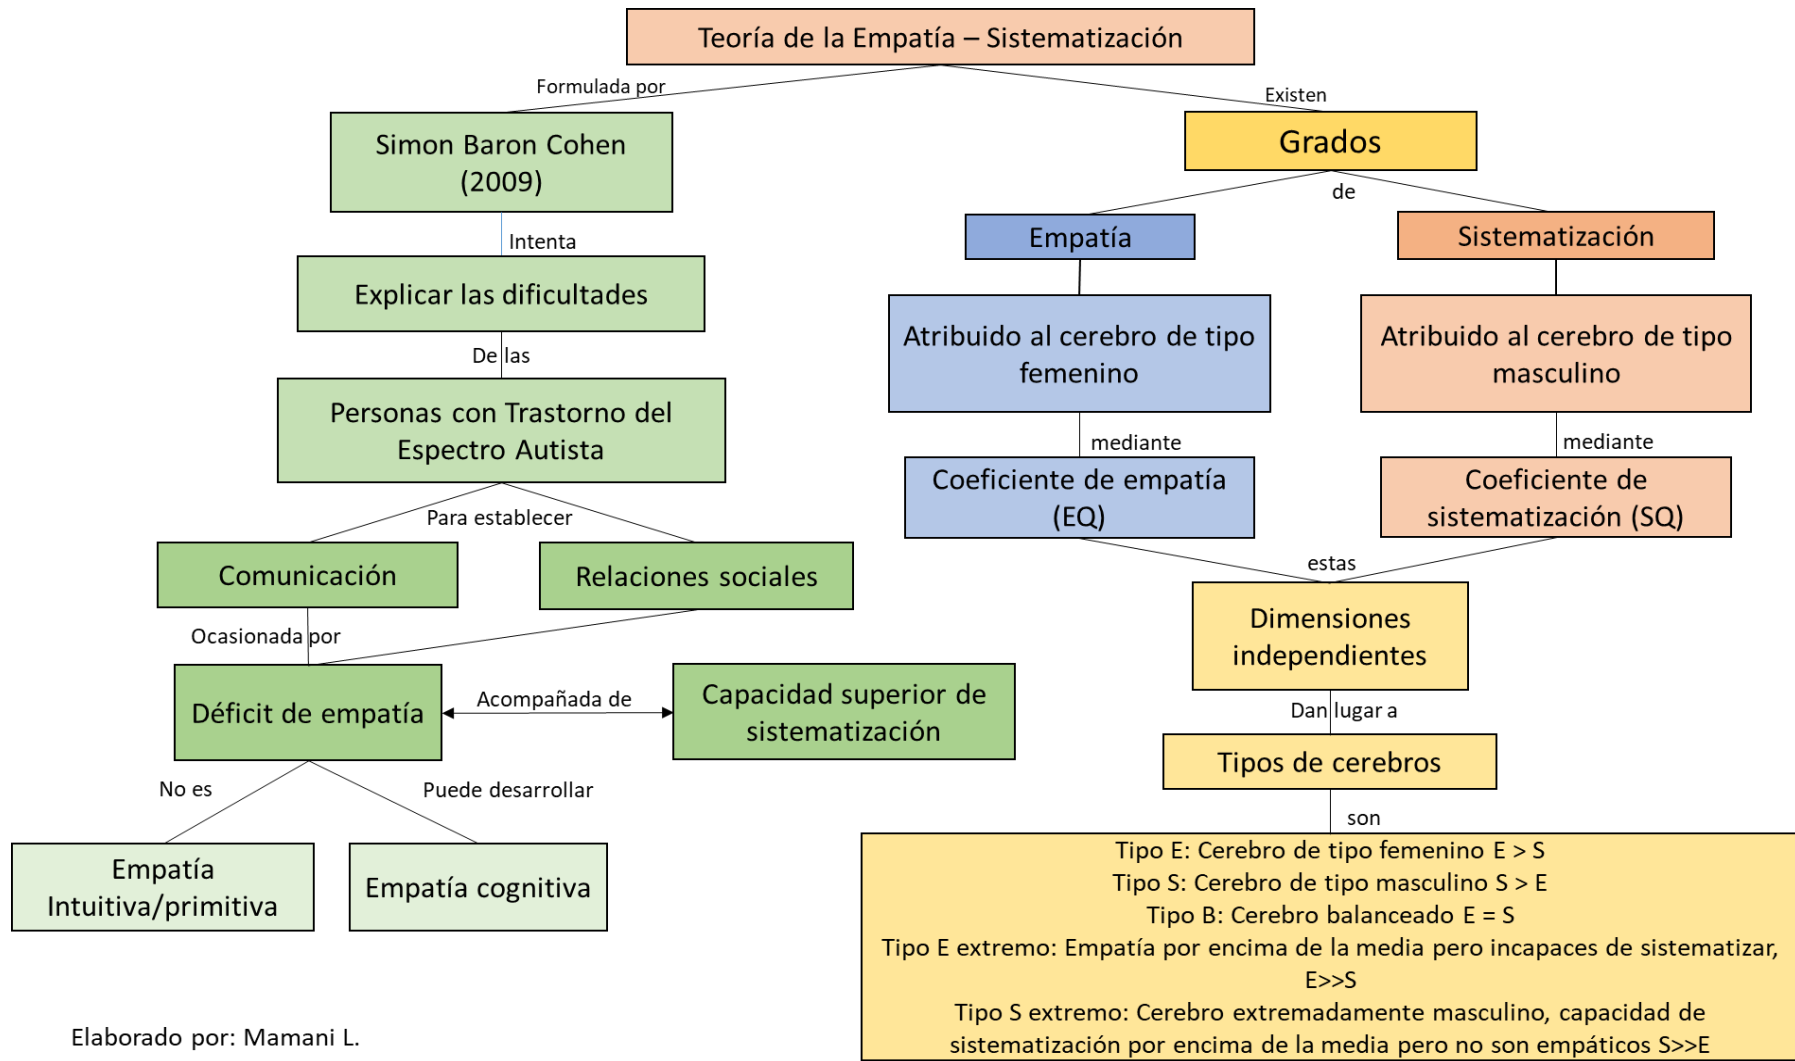 Teoría de la Empatía – Sistematización
Formulada por
Existen
Simon Baron Cohen
(2009)
Grados
de
Intenta
Empatía
Sistematización
Explicar las dificultades
Atribuido al cerebro de tipo
femenino
Atribuido al cerebro de tipo
masculino
De las
Personas con Trastorno del
Espectro Autista
mediante
mediante
Coeficiente de empatía
(EQ)
Coeficiente de
sistematización (SQ)
Para establecer
Comunicación
Relaciones sociales
estas
Dimensiones
independientes
Ocasionada por
Déficit de empatía
Acompañada de
Capacidad superior de
sistematización
Dan lugar a
Tipos de cerebros
No es
Puede desarrollar
son
Empatía
Intuitiva/primitiva
Empatía cognitiva
Tipo E: Cerebro de tipo femenino E > S
Tipo S: Cerebro de tipo masculino S > E
Tipo B: Cerebro balanceado E = S
Tipo E extremo: Empatía por encima de la media pero incapaces de sistematizar,
E>>S
Tipo S extremo: Cerebro extremadamente masculino, capacidad de
sistematización por encima de la media pero no son empáticos S>>E
Elaborado por: Mamani L.